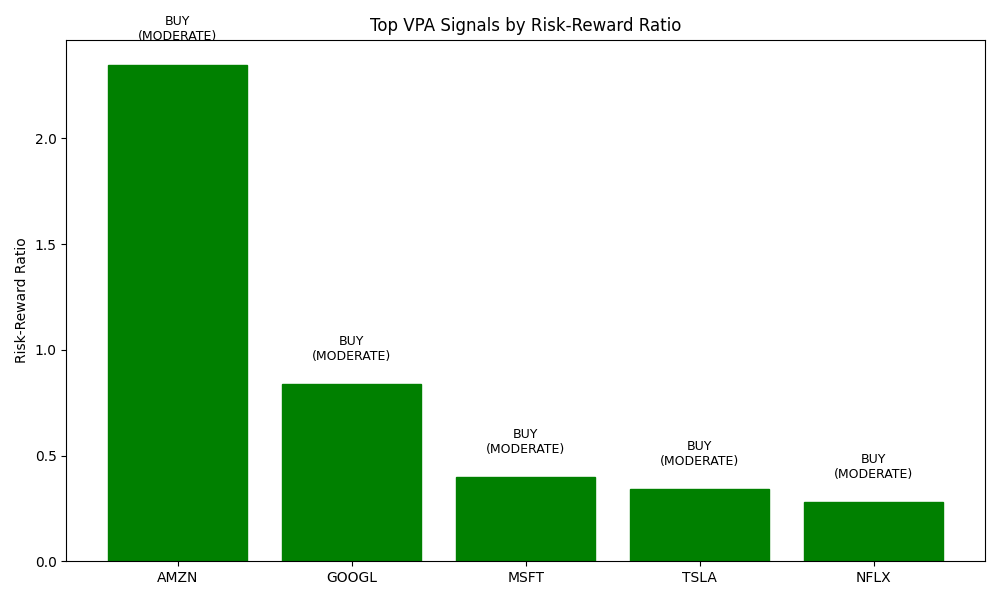 Top VPA Signals by Risk-Reward Ratio
BUY
(MODERATE)
BUY
(MODERATE)
BUY
(MODERATE)
BUY
(MODERATE)
BUY
(MODERATE)
Risk-Reward Ratio
2.0
1.5
1.0
0.5
0.0
AMZN
GOOGL
MSFT
TSLA
NFLX